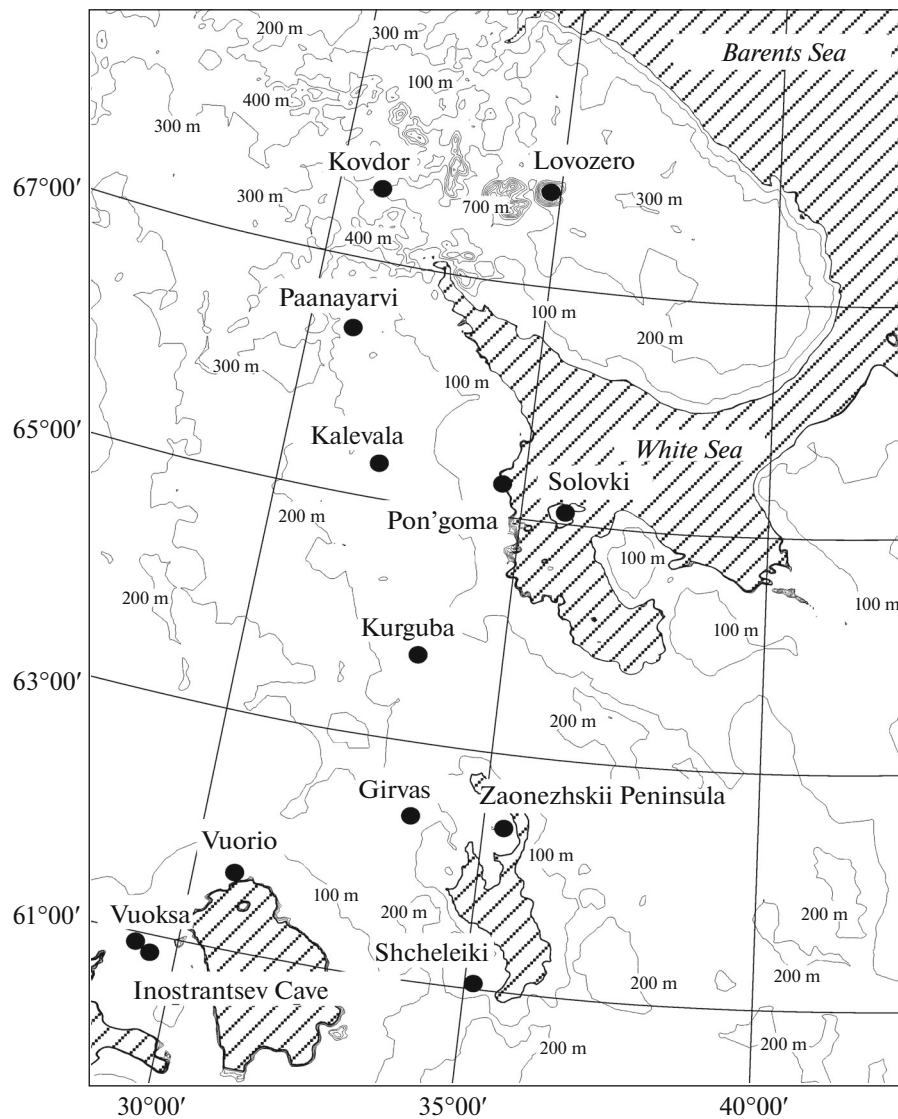 200 m
300 m
Barents Sea
100 m
400 m
300 m
Kovdor
Lovozero
67°00′
300 m
700 m
300 m
400 m
Paanayarvi
100 m
200 m
300 m
100 m
65°00′
Kalevala
White Sea
Solovki
200 m
Pon’goma
100 m
200 m
100 m
100 m
Kurguba
63°00′
200 m
200 m
Girvas
Zaonezhskii Peninsula
Vuorio
100 m
100 m
61°00′
Vuoksa
200 m
200 m
Shcheleiki
200 m
200 m
Inostrantsev Cave
200 m
200 m
30°00′
35°00′
40°00′